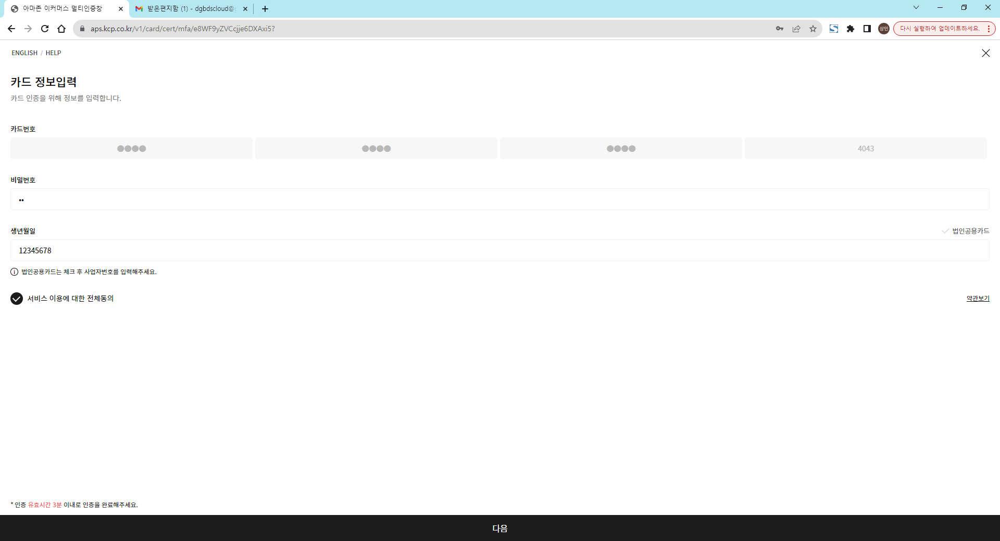 아마존 이커머스 멀티인증창
받은편지함 (1) - dgbdscloud@
aps.kcp.co.kr/v1/card/cert/mfa/e8WF9yZVCcjje6DXAxi5?
상민
다시 실행하여 업데이트하세요.
ENGLISH / HELP
카드 정보입력
카드 인증을 위해 정보를 입력합니다.
카드번호
●●●● ●●●● ●●●● 4043
비밀번호
••
생년월일
법인공용카드
12345678
법인공용카드는 체크 후 사업자번호를 입력해주세요.
서비스 이용에 대한 전체동의
약관보기
* 인증 유효시간 3분 이내로 인증을 완료해주세요.
다음